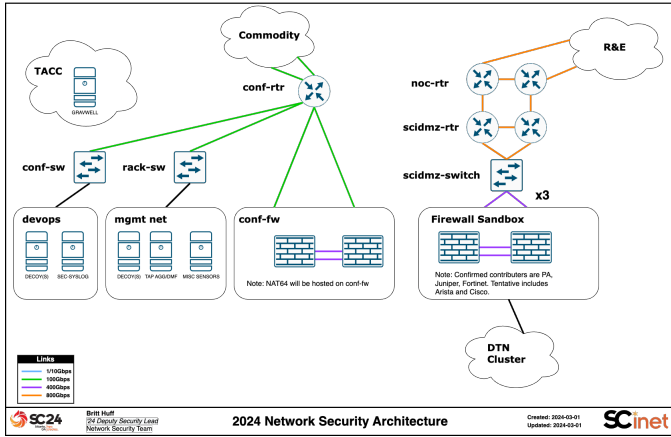 Commodity
R&E
TACC
GRAVWELL
conf-rtr
noc-rtr
scidmz-rtr
conf-sw
rack-sw
scidmz-switch
x3
devops
DECOY(S)
SEC-SYSLOG
mgmt net
DECOY(S)
TAP AGG/DMF
MISC SENSORS
conf-fw
Note: NAT64 will be hosted on conf-fw
Firewall Sandbox
Note: Confirmed contributers are PA,
Juniper, Fortinet. Tentative includes
Arista and Cisco.
DTN
Cluster
Links
1/10Gbps
100Gbps
400Gbps
800Gbps
SC24
Britt Huff
'24 Deputy Security Lead
Network Security Team
2024 Network Security Architecture
Created: 2024-03-01
Updated: 2024-03-01
SCinet